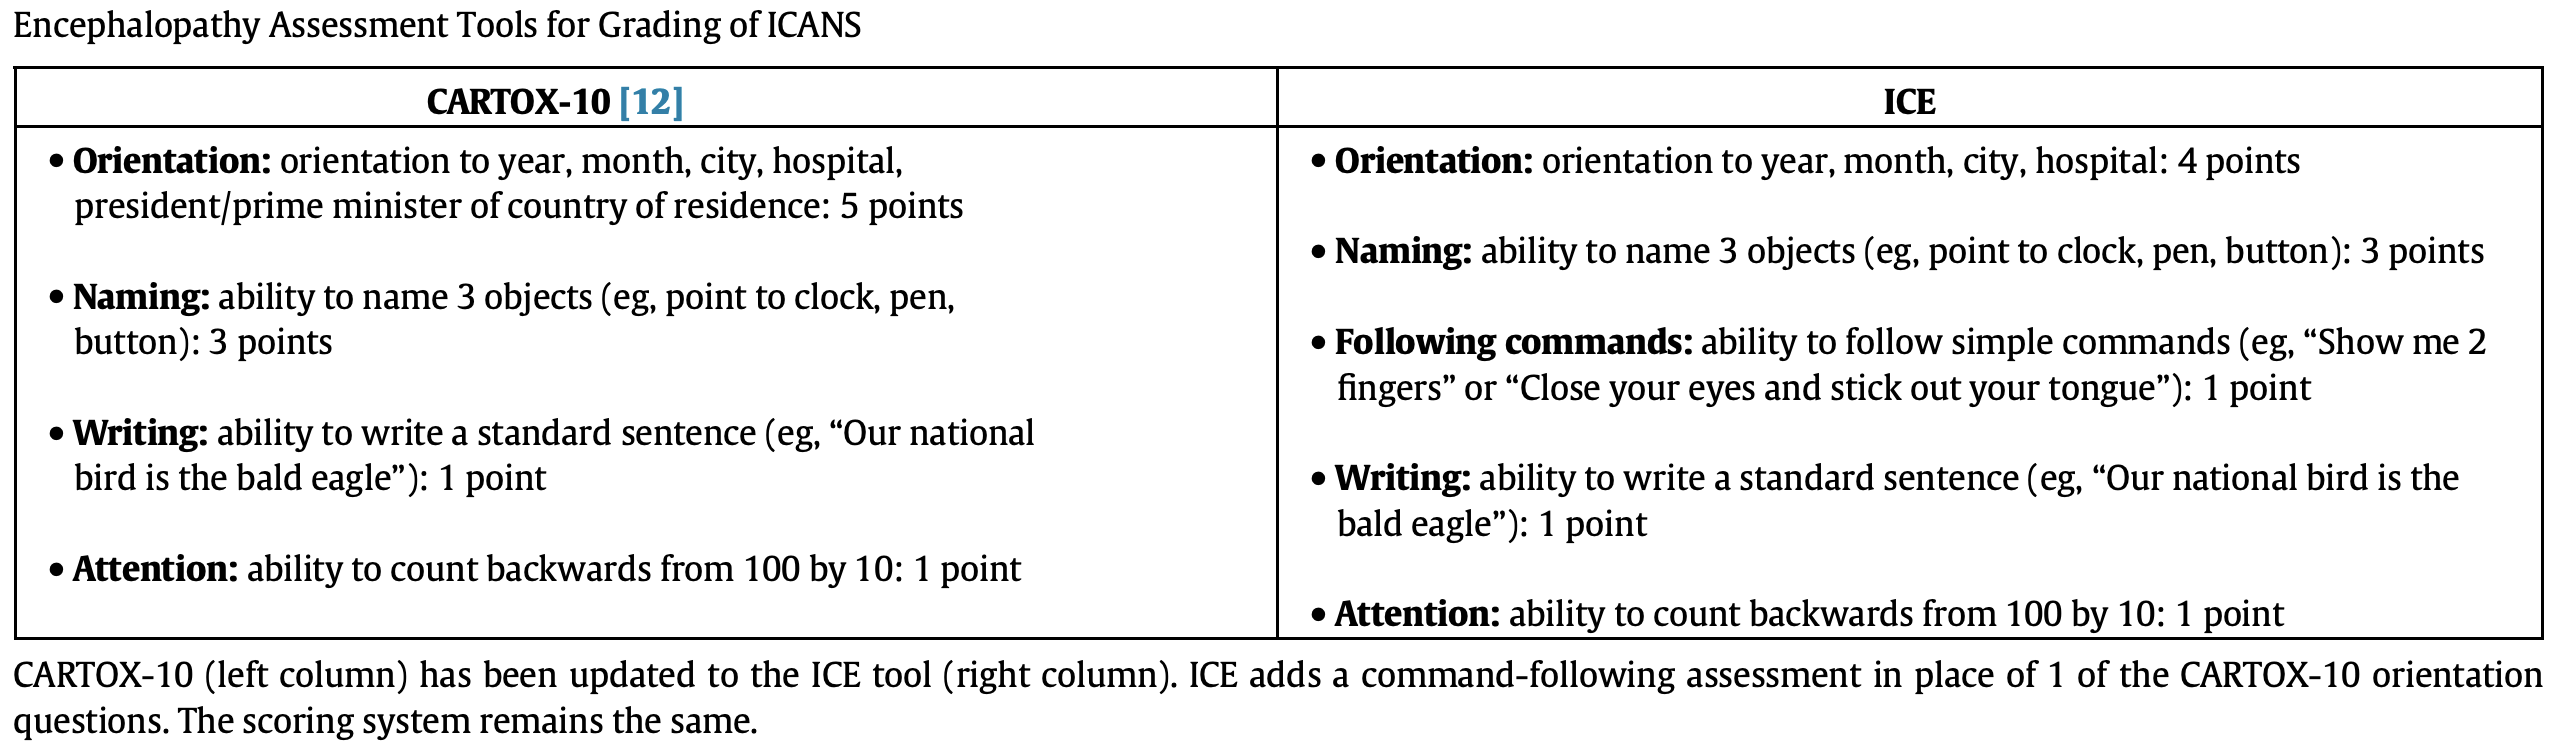 Encephalopathy Assessment Tools for Grading of ICANS
CARTOX-10 [12]
• Orientation: orientation to year, month, city, hospital,
president/prime minister of country of residence: 5 points
• Naming: ability to name 3 objects (eg, point to clock, pen,
button): 3 points
• Writing: ability to write a standard sentence (eg, “Our national
bird is the bald eagle”): 1 point
• Attention: ability to count backwards from 100 by 10: 1 point
ICE
• Orientation: orientation to year, month, city, hospital: 4 points
• Naming: ability to name 3 objects (eg, point to clock, pen, button): 3 points
• Following commands: ability to follow simple commands (eg, “Show me 2
fingers” or “Close your eyes and stick out your tongue”): 1 point
• Writing: ability to write a standard sentence (eg, “Our national bird is the
bald eagle”): 1 point
• Attention: ability to count backwards from 100 by 10: 1 point
CARTOX-10 (left column) has been updated to the ICE tool (right column). ICE adds a command-following assessment in place of 1 of the CARTOX-10 orientation
questions. The scoring system remains the same.